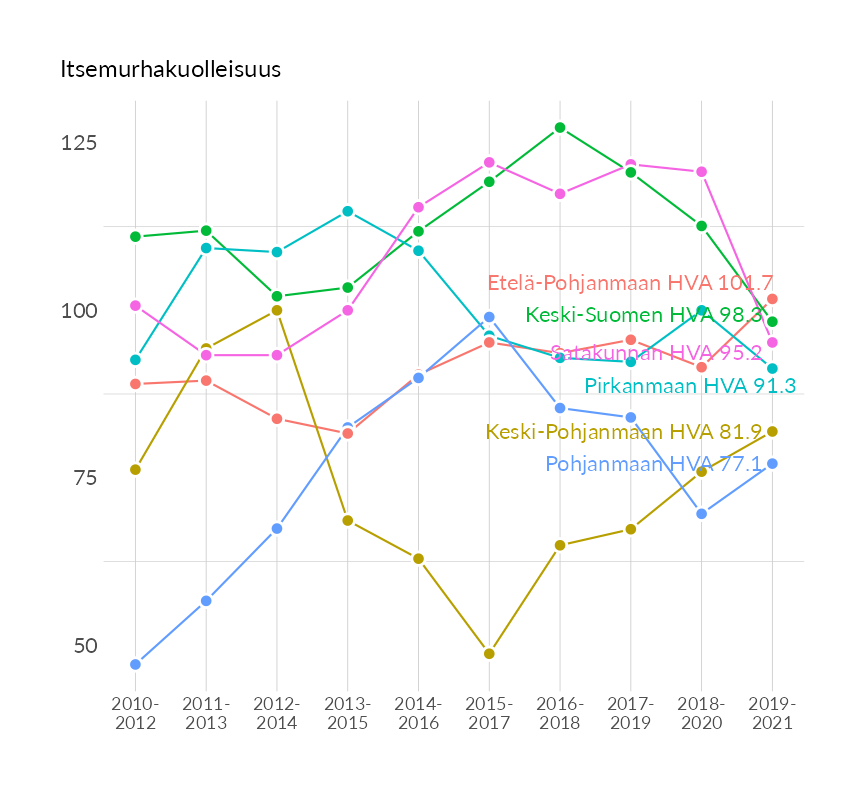 Itsemurhakuolleisuus
125
Etelä-Pohjanmaan HVA 101.7
100
Keski-Suomen HVA 98.3
Satakunnan HVA 95.2
Pirkanmaan HVA 91.3
Keski-Pohjanmaan HVA 81.9
Pohjanmaan HVA 77.1
75
50
2010- 2011- 2012- 2013- 2014- 2015- 2016- 2017- 2018- 2019-
2012 2013 2014 2015 2016 2017 2018 2019 2020 2021